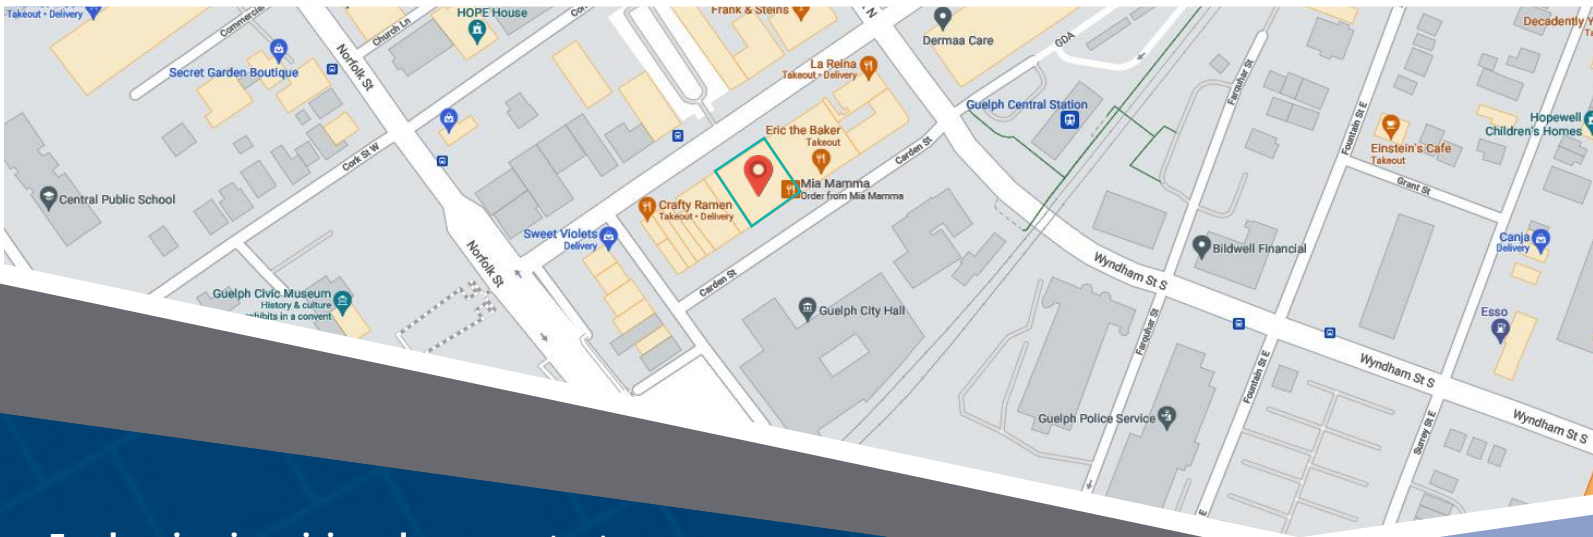 Takeout • Delivery
Church Ln
HOPE House
Frank & Steins
Dermaa Care
GDA
Secret Garden Boutique
Norfolk St
La Reina
Takeout • Delivery
Guelph Central Station
Farquhar St
Fountain St E
Hopewell
Children's Homes
Einstein's Cafe
Takeout
Grant St
Eric the Baker
Takeout
Carden St
Cork St W
Central Public School
Mia Mamma
Order from Mia Mamma
Crafty Ramen
Takeout • Delivery
Sweet Violets
Delivery
Norfolk St
Carden St
Guelph Civic Museum
History & culture
exhibits in a convent
Guelph City Hall
Wyndham St S
Bildwell Financial
Canja
Delivery
Esso
Farquhar St
Fountain St E
Wyndham St S
Wyndham St S
Surrey St E
Guelph Police Service